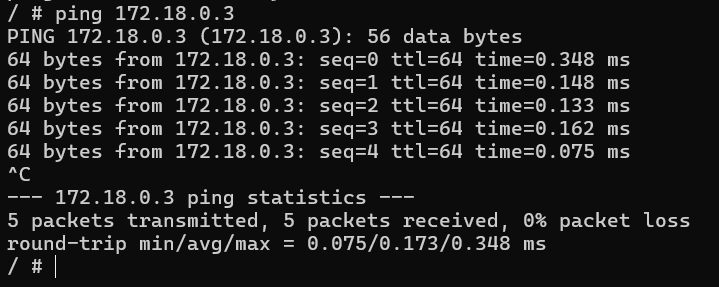 / # ping 172.18.0.3
PING 172.18.0.3 (172.18.0.3): 56 data bytes
64 bytes from 172.18.0.3: seq=0 ttl=64 time=0.348 ms
64 bytes from 172.18.0.3: seq=1 ttl=64 time=0.148 ms
64 bytes from 172.18.0.3: seq=2 ttl=64 time=0.133 ms
64 bytes from 172.18.0.3: seq=3 ttl=64 time=0.162 ms
64 bytes from 172.18.0.3: seq=4 ttl=64 time=0.075 ms
^C
--- 172.18.0.3 ping statistics ---
5 packets transmitted, 5 packets received, 0% packet loss
round-trip min/avg/max = 0.075/0.173/0.348 ms
/ #